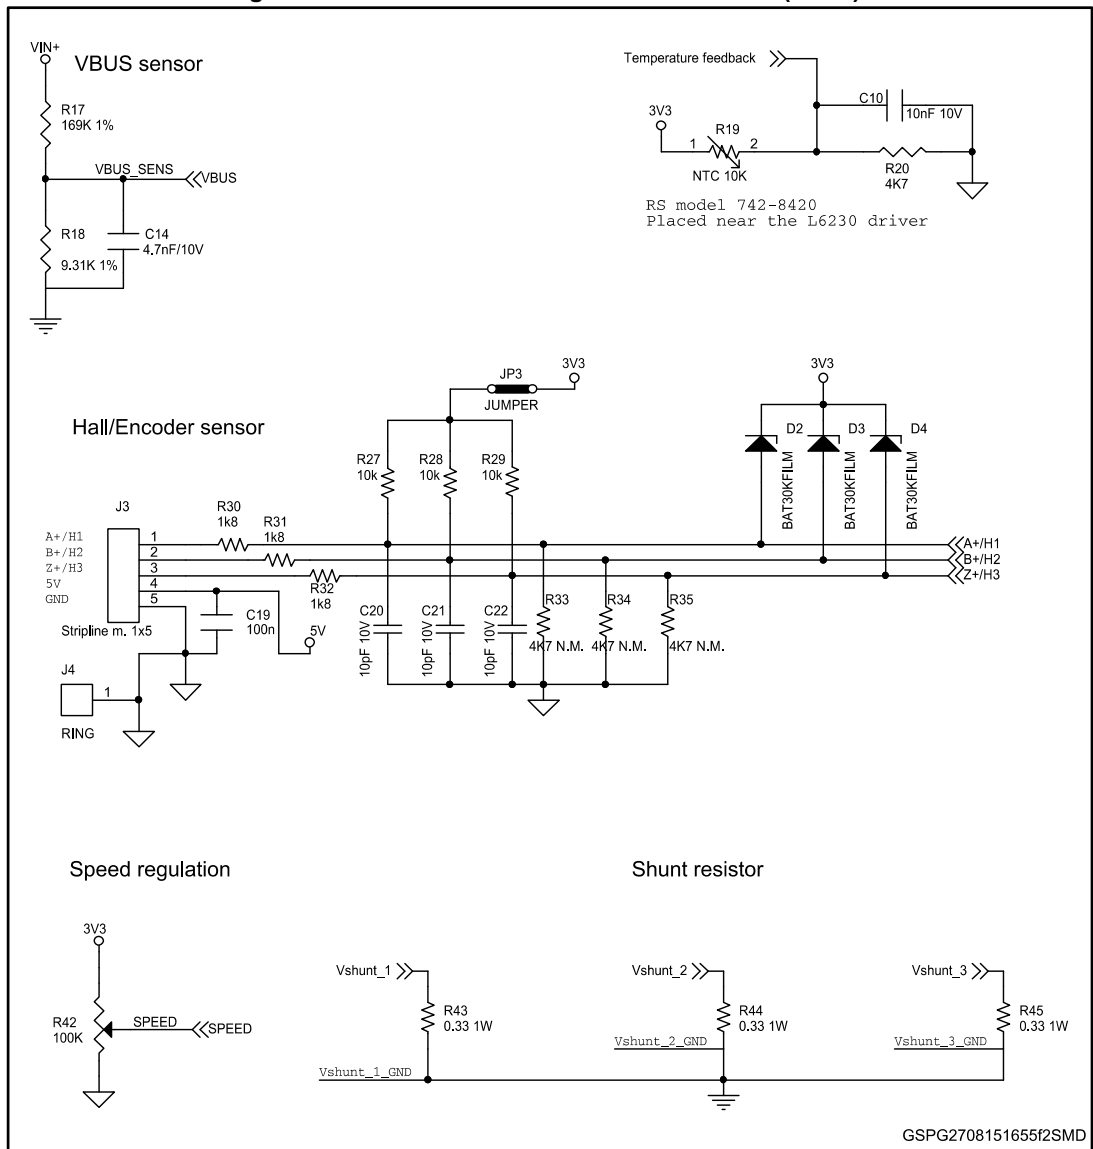 VIN+
VBUS sensor
R17
169K 1%
VBUS_SENS
VBUS
R18
9.31K 1%
C14
4.7nF/10V
Temperature feedback
C10
10nF 10V
3V3
R19
1
2
NTC 10K
R20
4K7
RS model 742-8420
Placed near the L6230 driver
Hall/Encoder sensor
JP3
JUMPER
3V3
3V3
R27
10k
R28
10k
R29
10k
D2
BAT30KFILM
D3
BAT30KFILM
D4
BAT30KFILM
J3
A+/H1
B+/H2
Z+/H3
5V
GND
1
2
3
4
5
Stripline m. 1x5
R30
1k8
R31
1k8
R32
1k8
A+/H1
B+/H2
Z+/H3
C19
100n
5V
C20
10pF 10V
C21
10pF 10V
C22
10pF 10V
R33
4K7 N.M.
R34
4K7 N.M.
R35
4K7 N.M.
J4
1
RING
Speed regulation
3V3
R42
100K
SPEED
SPEED
Shunt resistor
Vshunt_1
R43
0.33 1W
Vshunt_1_GND
Vshunt_2
R44
0.33 1W
Vshunt_2_GND
Vshunt_3
R45
0.33 1W
Vshunt_3_GND
GSPG2708151655f2SMD